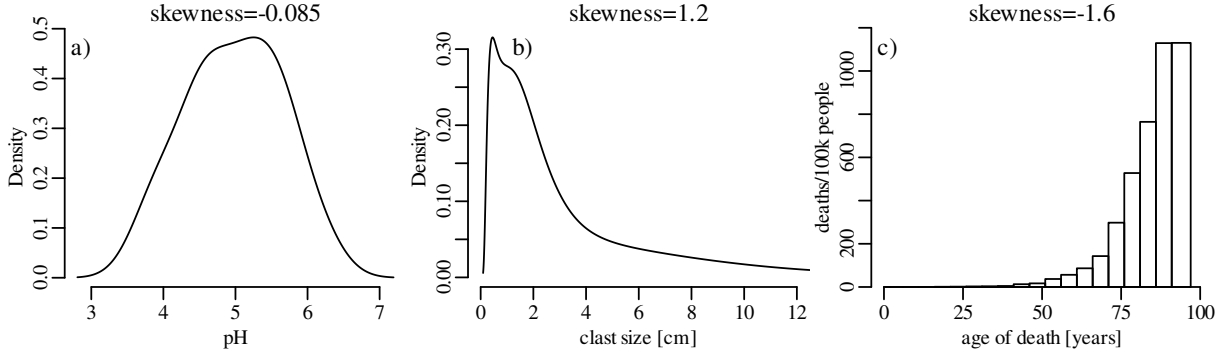 skewness=-0.085
a)
Density
0.0 0.1 0.2 0.3 0.4 0.5
3 4 5 6 7
pH
skewness=1.2
b)
Density
0.00 0.10 0.20 0.30
0 2 4 6 8 10 12
clast size [cm]
skewness=-1.6
c)
deaths/100k people
0 200 600 1000
0 25 50 75 100
age of death [years]